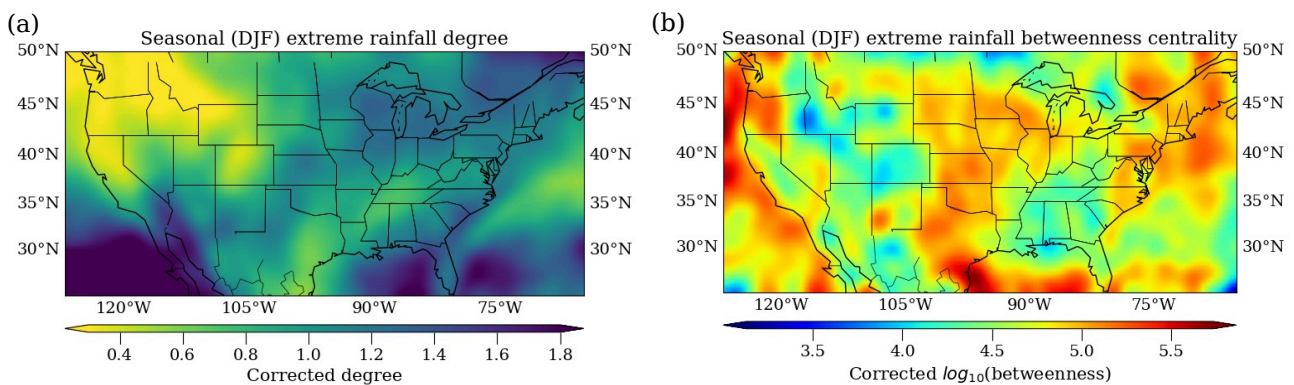 (a)
Seasonal (DJF) extreme rainfall degree
50°N 50°N
45°N 45°N
40°N 40°N
35°N 35°N
30°N 30°N
120°W 105°W 90°W 75°W
0.4 0.6 0.8 1.0 1.2 1.4 1.6 1.8
Corrected degree
(b)
Seasonal (DJF) extreme rainfall betweenness centrality
50°N 50°N
45°N 45°N
40°N 40°N
35°N 35°N
30°N 30°N
120°W 105°W 90°W 75°W
3.5 4.0 4.5 5.0 5.5
Corrected log₁₀(betweenness)